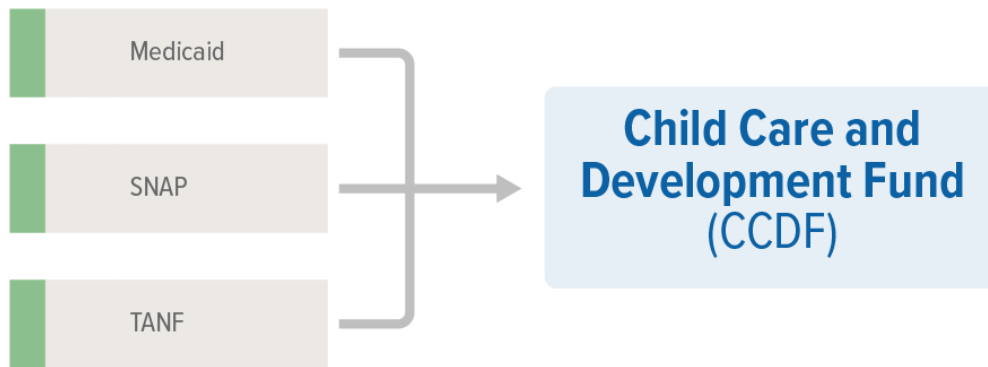 Medicaid
SNAP
TANF
Child Care and
Development Fund
(CCDF)